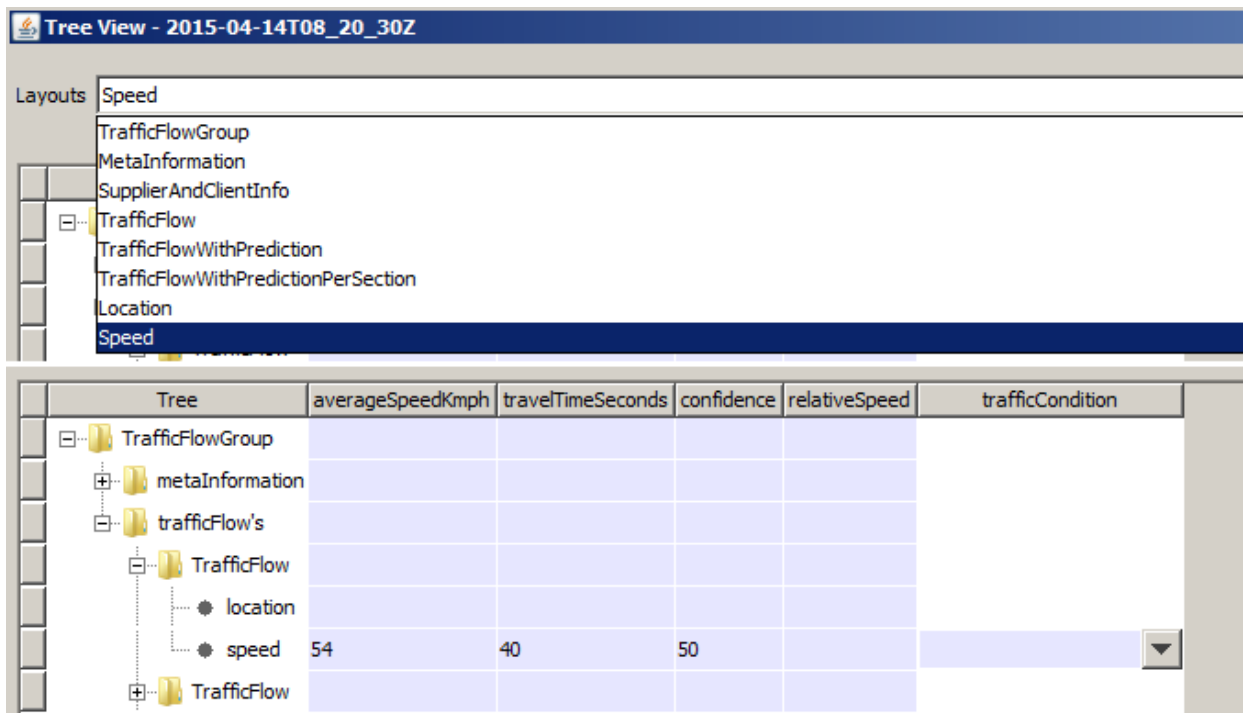 Tree View - 2015-04-14T08_20_30Z
Layouts Speed
TrafficFlowGroup
MetaInformation
SupplierAndClientInfo
TrafficFlow
TrafficFlowWithPrediction
TrafficFlowWithPredictionPerSection
Location
Speed
Tree averageSpeedKmph travelTimeSeconds confidence relativeSpeed trafficCondition
TrafficFlowGroup
metaInformation
trafficFlow's
TrafficFlow
location
speed 54 40 50
TrafficFlow